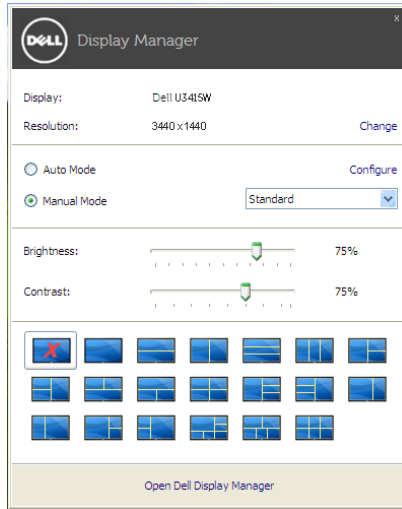 x
DELL Display Manager
Display: Dell U3415W
Resolution: 3440 x 1440 Change
Auto Mode Configure
Manual Mode Standard
Brightness: 75%
Contrast: 75%
X
Open Dell Display Manager